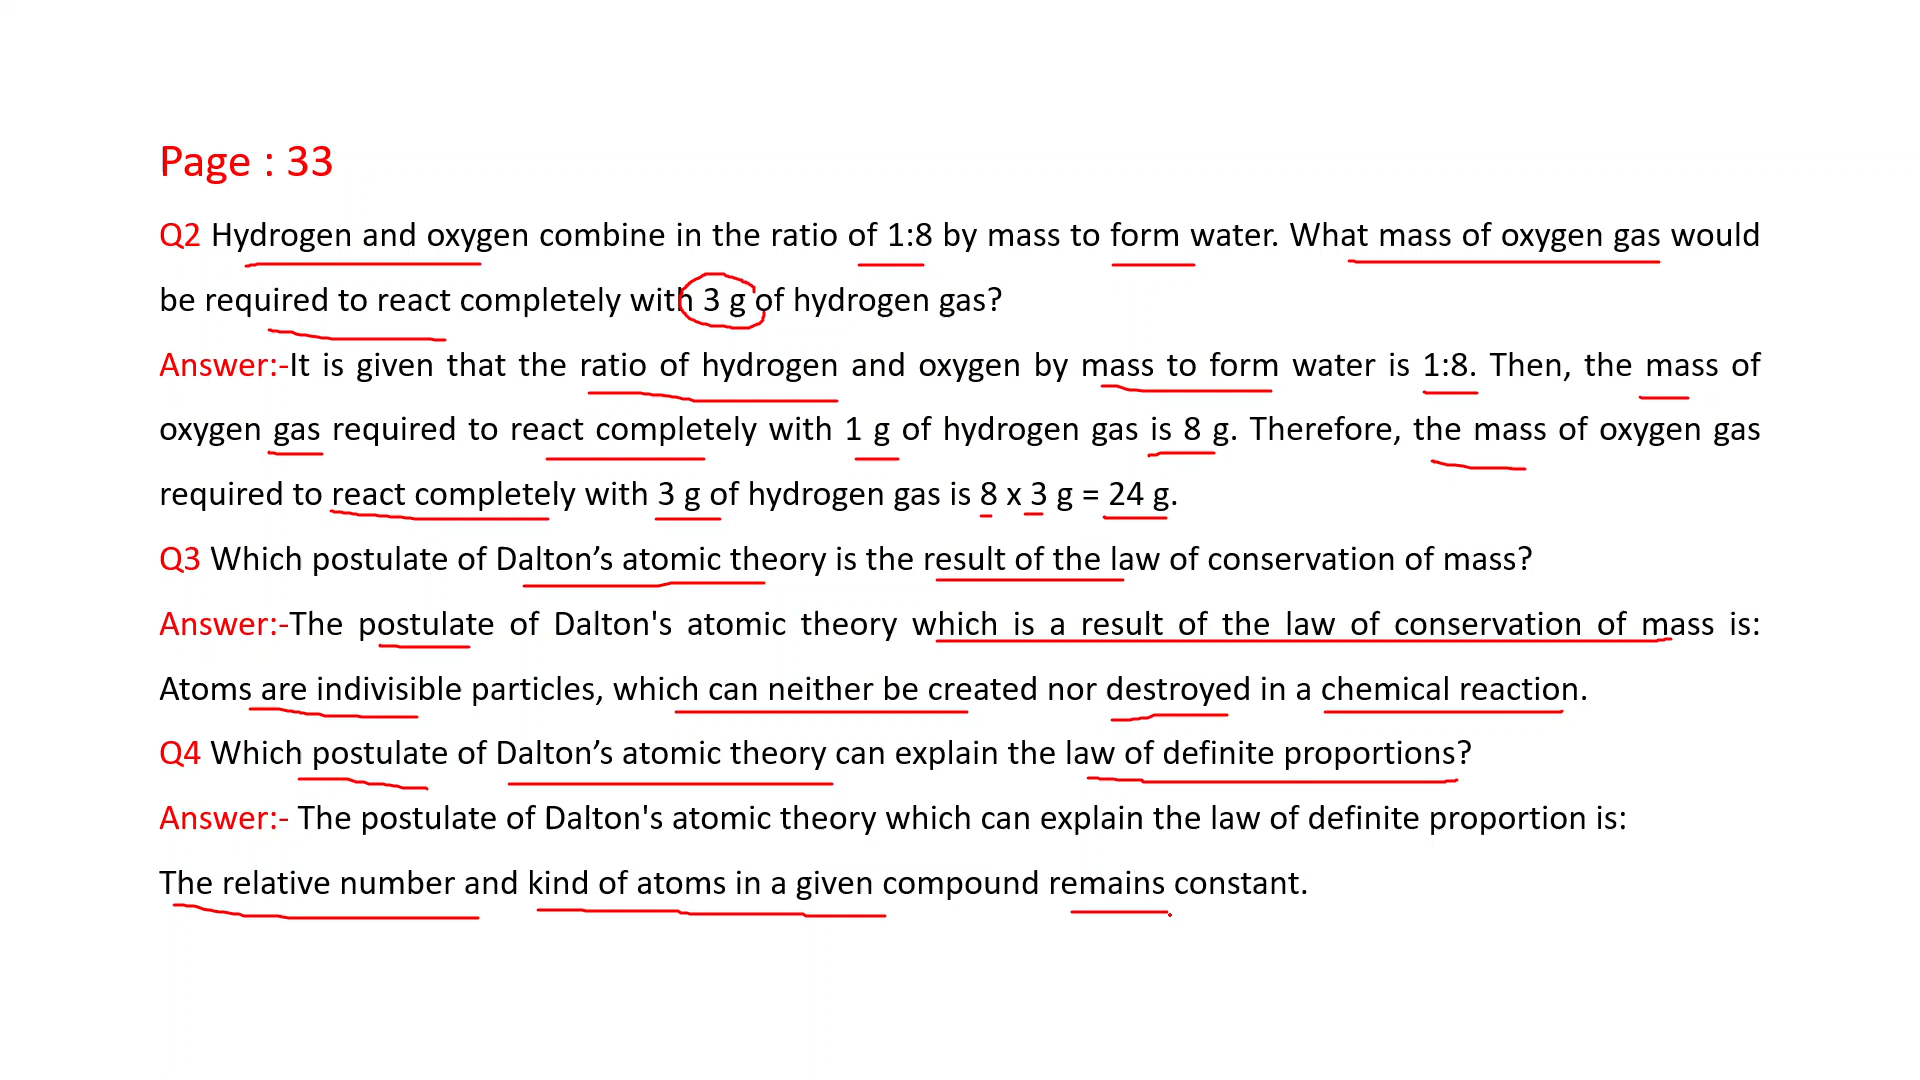 Page : 33
Q2 Hydrogen and oxygen combine in the ratio of 1:8 by mass to form water. What mass of oxygen gas would
be required to react completely with 3 g of hydrogen gas?
Answer:-It is given that the ratio of hydrogen and oxygen by mass to form water is 1:8. Then, the mass of
oxygen gas required to react completely with 1 g of hydrogen gas is 8 g. Therefore, the mass of oxygen gas
required to react completely with 3 g of hydrogen gas is 8 x 3 g = 24 g.
Q3 Which postulate of Dalton’s atomic theory is the result of the law of conservation of mass?
Answer:-The postulate of Dalton's atomic theory which is a result of the law of conservation of mass is:
Atoms are indivisible particles, which can neither be created nor destroyed in a chemical reaction.
Q4 Which postulate of Dalton’s atomic theory can explain the law of definite proportions?
Answer:- The postulate of Dalton's atomic theory which can explain the law of definite proportion is:
The relative number and kind of atoms in a given compound remains constant.